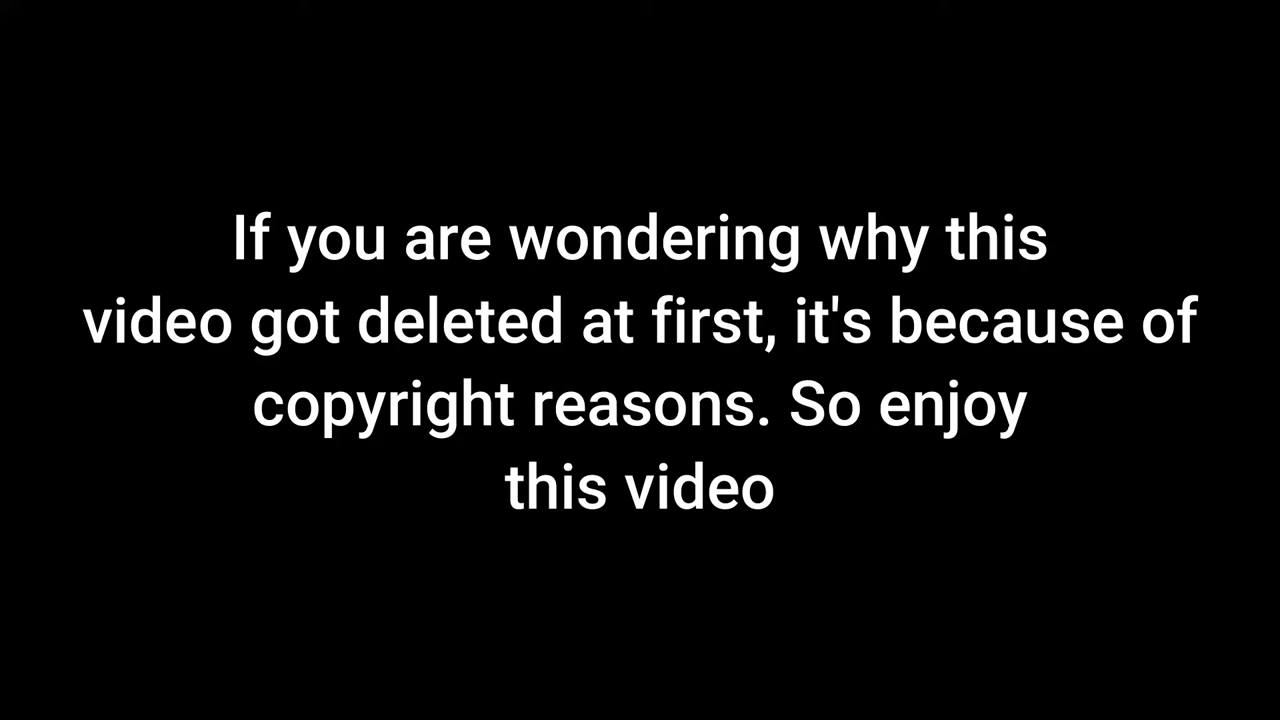 If you are wondering why this
video got deleted at first, it's because of
copyright reasons. So enjoy
this video